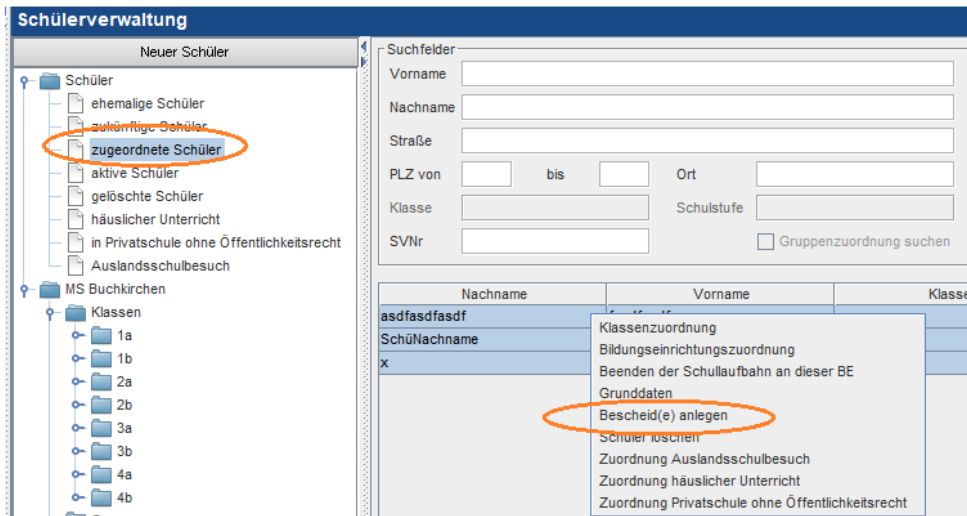 Schülerverwaltung
Neuer Schüler
Schüler
ehemalige Schüler
zukünftige Schüler
zugeordnete Schüler
aktive Schüler
gelöschte Schüler
häuslicher Unterricht
in Privatschule ohne Öffentlichkeitsrecht
Auslandsschulbesuch
MS Buchkirchen
Klassen
1a
1b
2a
2b
3a
3b
4a
4b
Suchfelder
Vorname
Nachname
Straße
PLZ von bis Ort
Klasse Schulstufe
SVNr Gruppenzuordnung suchen
Nachname Vorname Klasse
asdfasdfasdf
SchüNachname
x
Klassenzuordnung
Bildungseinrichtungszuordnung
Beenden der Schullaufbahn an dieser BE
Grunddaten
Bescheid(e) anlegen
Schüler löschen
Zuordnung Auslandsschulbesuch
Zuordnung häuslicher Unterricht
Zuordnung Privatschule ohne Öffentlichkeitsrecht